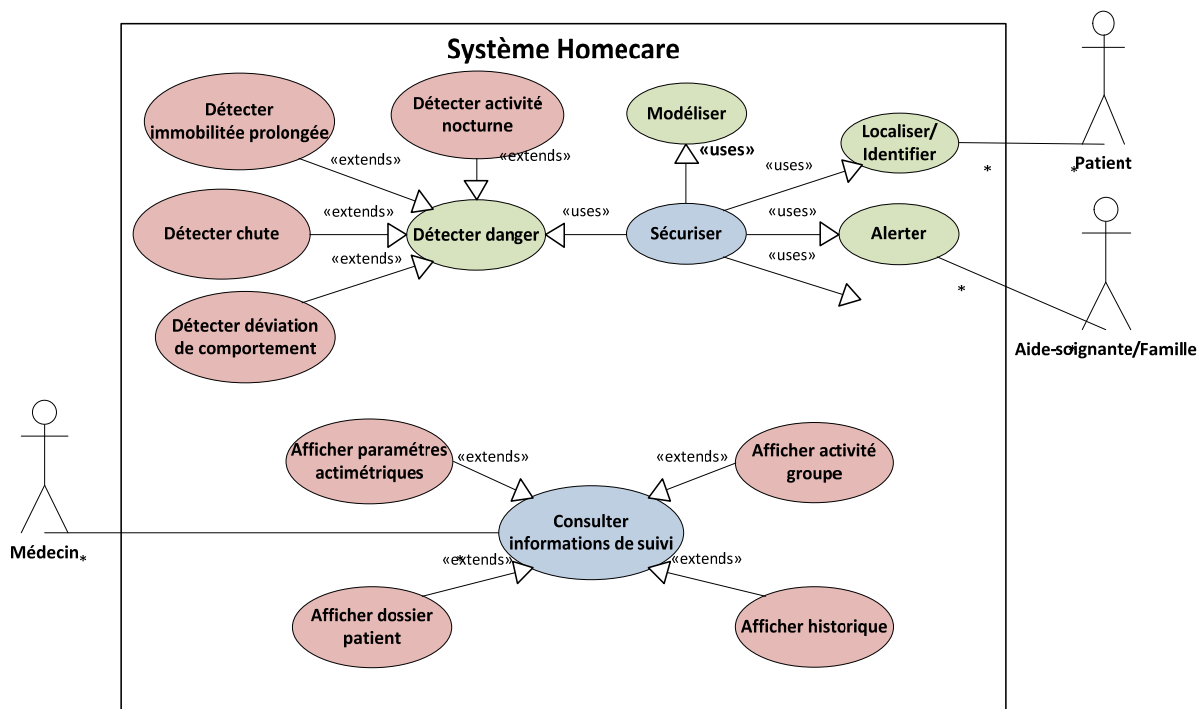 Système Homecare
Détecter
immobilitée prolongée
Détecter activité
nocturne
Modéliser
Localiser/
Identifier
«extends»
«extends»
«uses»
«uses»
Patient
*
*
Détecter chute
«extends»
Détecter danger
«uses»
Sécuriser
«uses»
Alerter
«extends»
«uses»
*
Détecter déviation
de comportement
Aide-soignante/Famille
*
Afficher paramétres
actimétriques
«extends»
«extends»
Afficher activité
groupe
Consulter
informations de suivi
Médecin
*
«extends»
*
«extends»
Afficher dossier
patient
Afficher historique